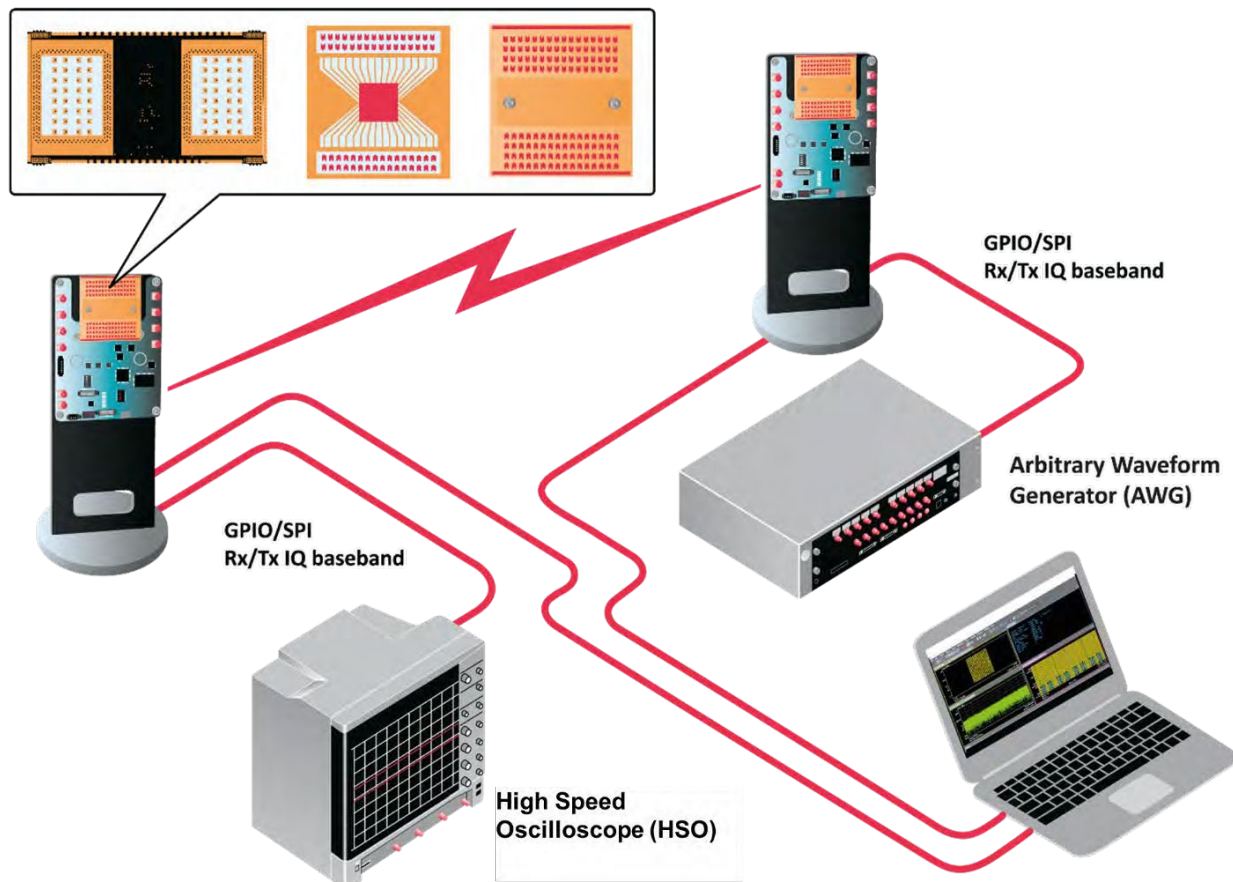 GPIO/SPI
Rx/Tx IQ baseband
Arbitrary Waveform
Generator (AWG)
GPIO/SPI
Rx/Tx IQ baseband
High Speed
Oscilloscope (HSO)